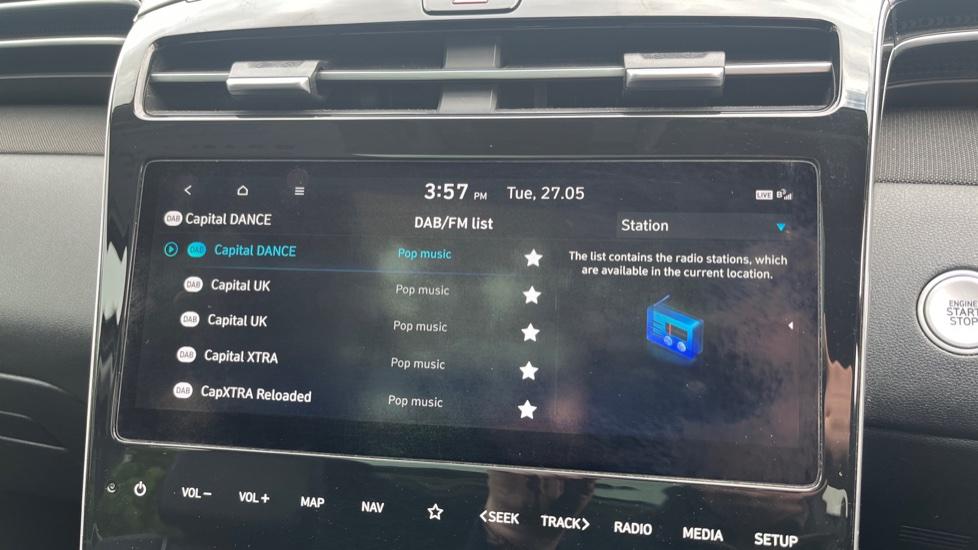 3:57 PM Tue, 27.05 LIVE B
DAB Capital DANCE DAB/FM list Station
DAB Capital DANCE Pop music
The list contains the radio stations, which
are available in the current location.
DAB Capital UK Pop music
DAB Capital UK Pop music
DAB Capital XTRA Pop music
DAB CapXTRA Reloaded Pop music
ENGINE
START
STOP
VOL− VOL+ MAP NAV <SEEK TRACK> RADIO MEDIA SETUP